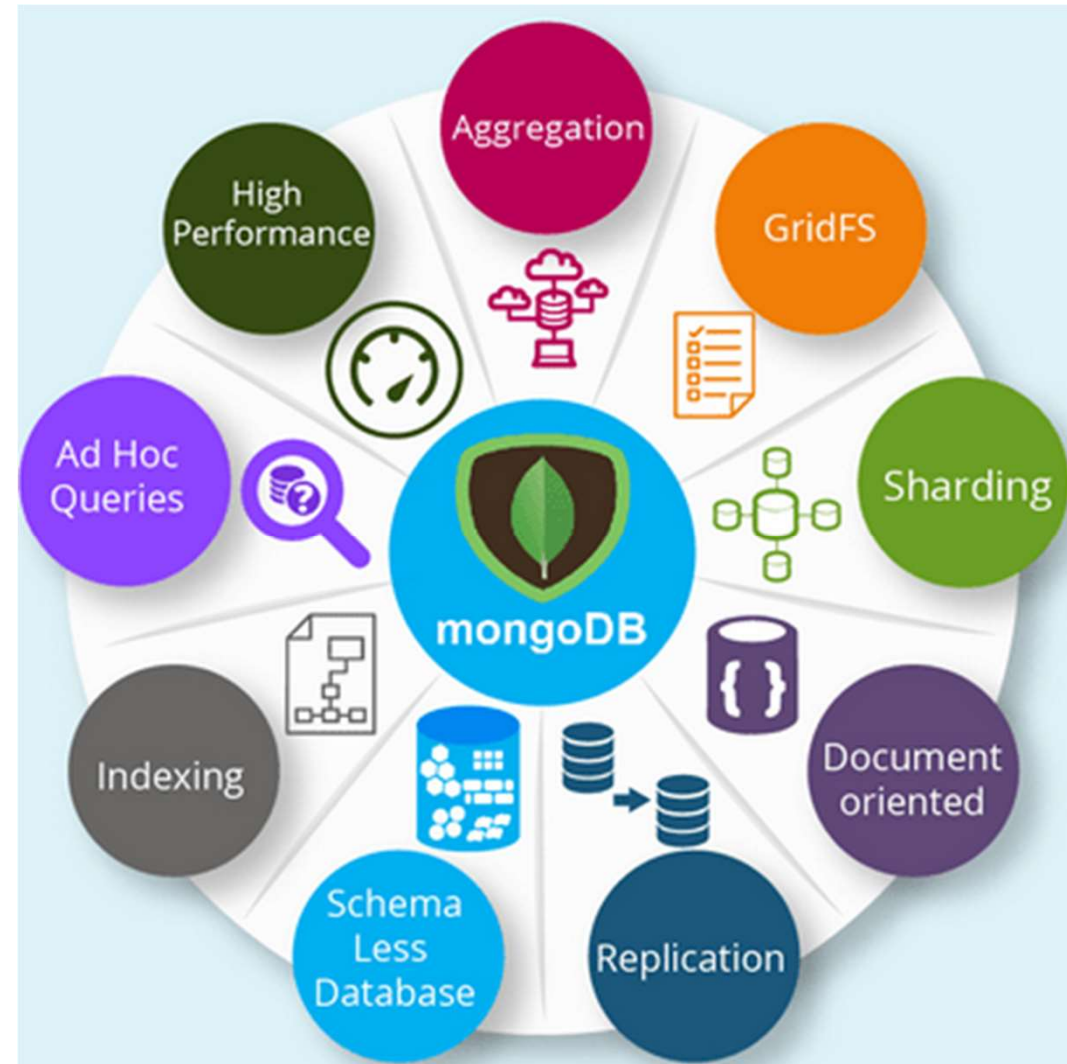 Aggregation
GridFS
Sharding
Document
oriented
Replication
Schema
Less
Database
Indexing
Ad Hoc
Queries
High
Performance
mongoDB